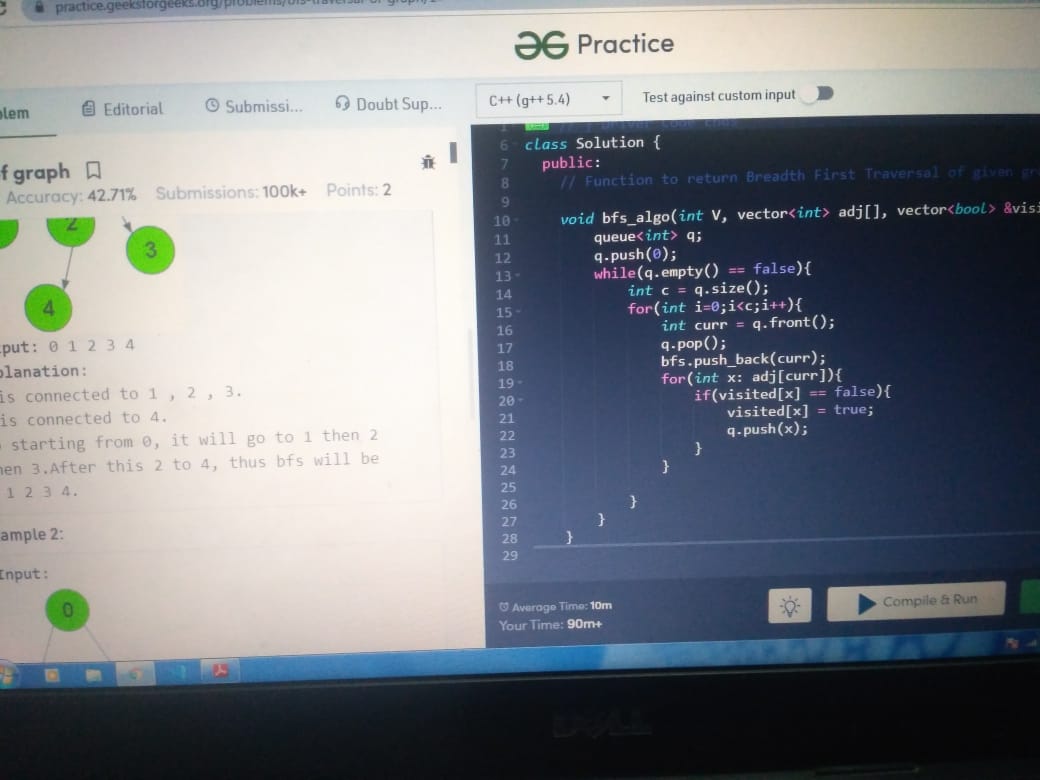 practice.geeksforgeeks.org/problems/bfs-traversal-of-graph/
Practice
lem
Editorial
Submissi...
Doubt Sup...
C++ (g++ 5.4)
Test against custom input
f graph
Accuracy: 42.71% Submissions: 100k+ Points: 2
2
3
4
put: 0 1 2 3 4
planation:
is connected to 1 , 2 , 3.
is connected to 4.
starting from 0, it will go to 1 then 2
hen 3.After this 2 to 4, thus bfs will be
1 2 3 4.
ample 2:
Input:
0
6 class Solution {
7 public:
8 // Function to return Breadth First Traversal of given gr
9
10 void bfs_algo(int V, vector<int> adj[], vector<bool> &visi
11 queue<int> q;
12 q.push(0);
13 while(q.empty() == false){
14 int c = q.size();
15 for(int i=0;i<c;i++){
16 int curr = q.front();
17 q.pop();
18 bfs.push_back(curr);
19 for(int x: adj[curr]){
20 if(visited[x] == false){
21 visited[x] = true;
22 q.push(x);
23 }
24 }
25
26 }
27 }
28 }
29
Average Time: 10m
Your Time: 90m+
Compile & Run
DELL